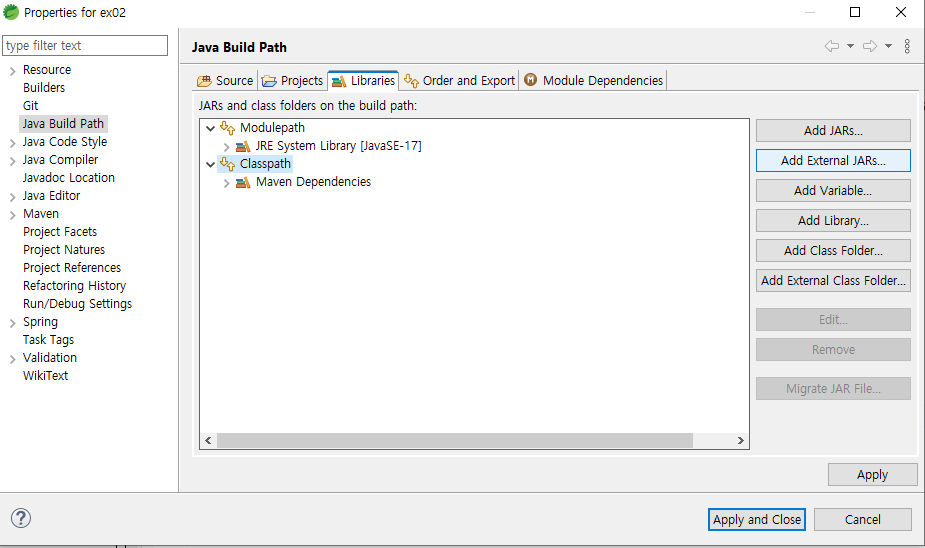 Properties for ex02
type filter text
Resource
Builders
Git
Java Build Path
Java Code Style
Java Compiler
Javadoc Location
Java Editor
Maven
Project Facets
Project Natures
Project References
Refactoring History
Run/Debug Settings
Spring
Task Tags
Validation
WikiText
Java Build Path
Source Projects Libraries Order and Export Module Dependencies
JARs and class folders on the build path:
Modulepath
JRE System Library [JavaSE-17]
Classpath
Maven Dependencies
Add JARs...
Add External JARs...
Add Variable...
Add Library...
Add Class Folder...
Add External Class Folder...
Edit...
Remove
Migrate JAR File...
Apply
Apply and Close Cancel